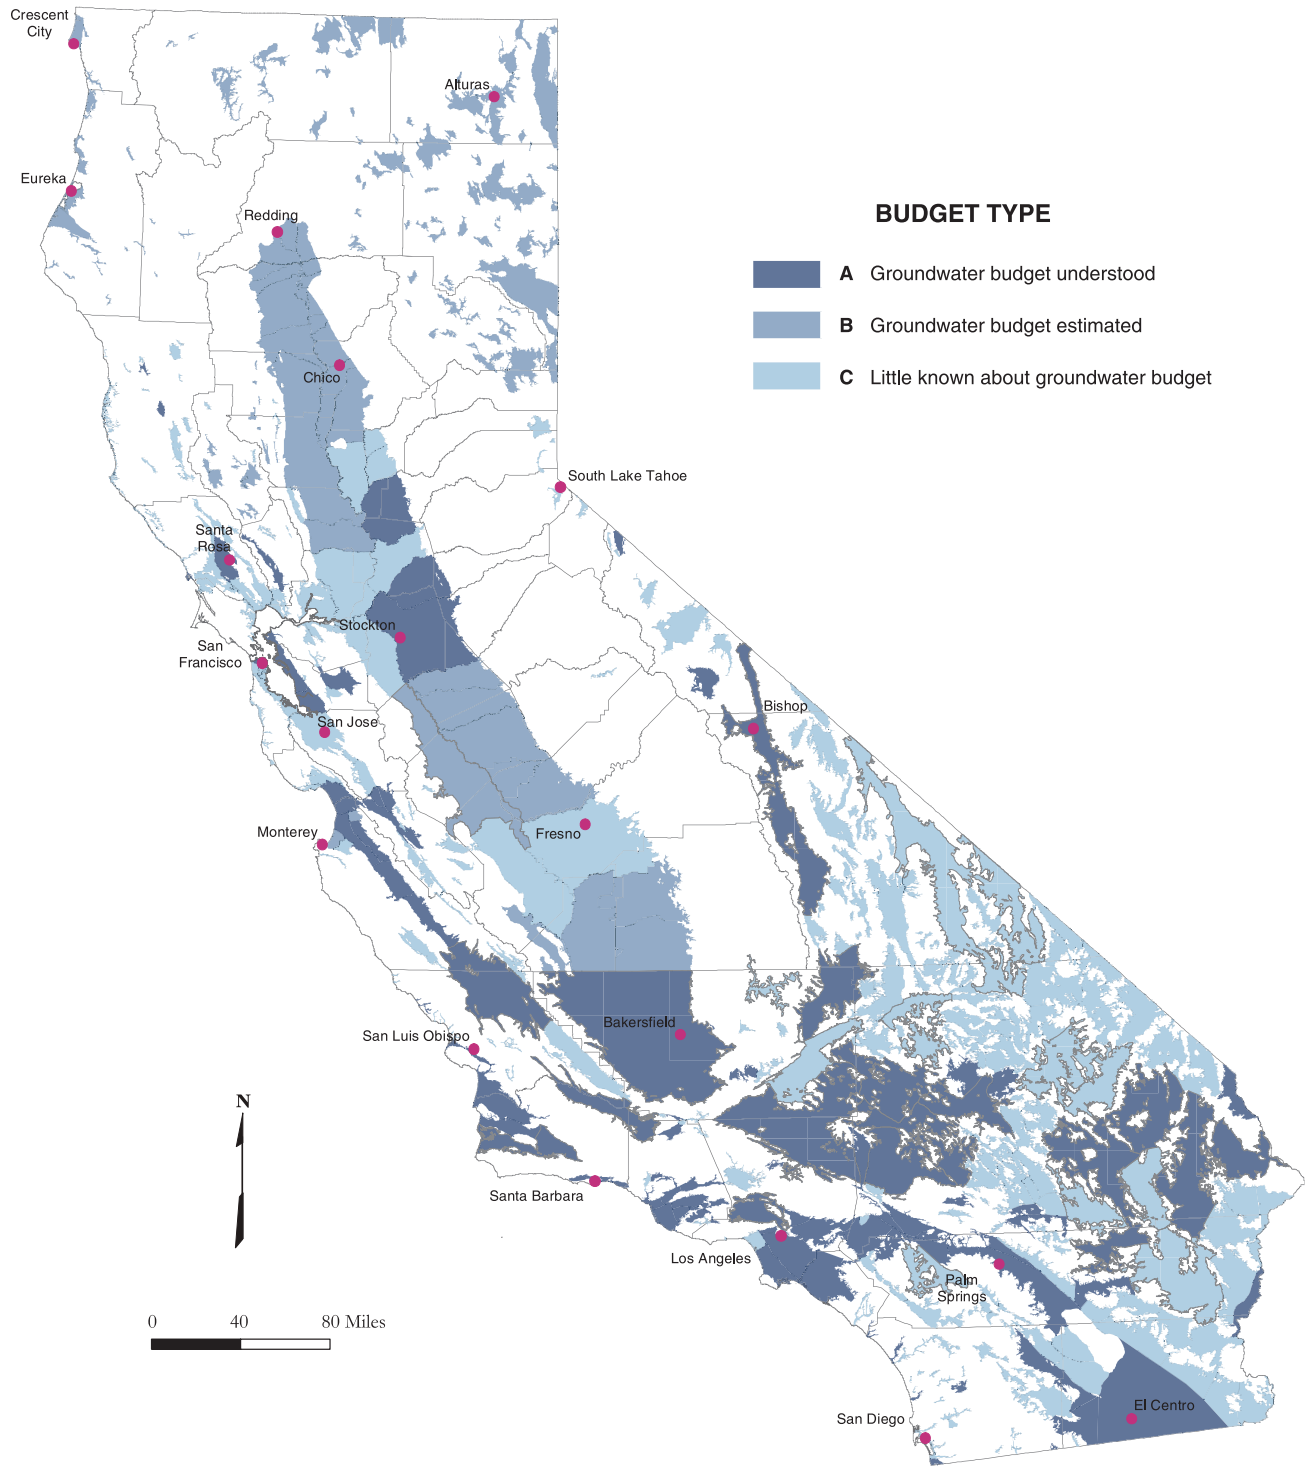 Crescent
City
Alturas
Eureka
Redding
BUDGET TYPE
A Groundwater budget understood
B Groundwater budget estimated
C Little known about groundwater budget
Chico
South Lake Tahoe
Santa
Rosa
Stockton
San
Francisco
Bishop
San Jose
Monterey
Fresno
Bakersfield
San Luis Obispo
N
Santa Barbara
Los Angeles
Palm
Springs
0 40 80 Miles
El Centro
San Diego